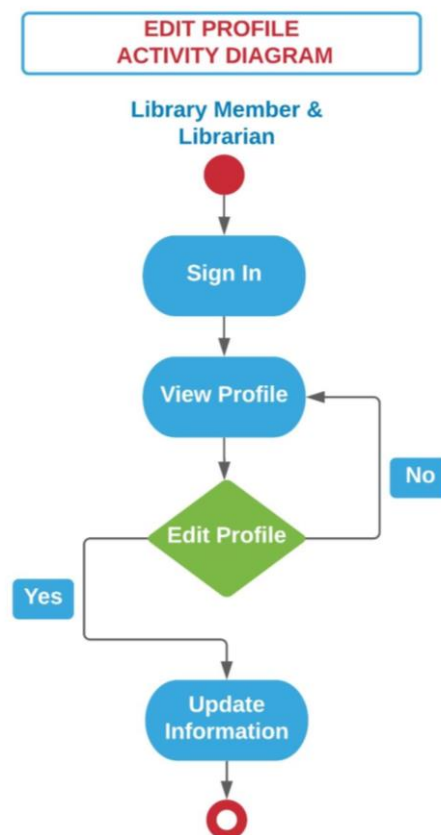 EDIT PROFILE
ACTIVITY DIAGRAM
Library Member &
Librarian
Sign In
View Profile
No
Edit Profile
Yes
Update
Information